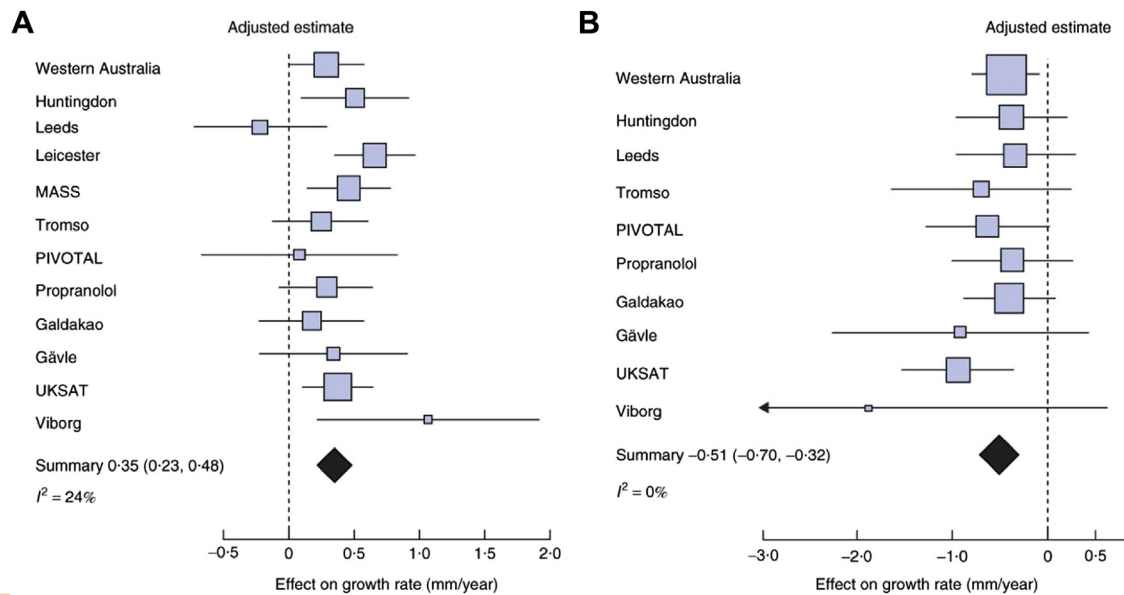 A
Adjusted estimate
Western Australia
Huntingdon
Leeds
Leicester
MASS
Tromso
PIVOTAL
Propranolol
Galdakao
Gävle
UKSAT
Viborg
Summary 0·35 (0·23, 0·48)
I² = 24%
–0·5 0 0·5 1·0 1·5 2·0
Effect on growth rate (mm/year)
B
Adjusted estimate
Western Australia
Huntingdon
Leeds
Tromso
PIVOTAL
Propranolol
Galdakao
Gävle
UKSAT
Viborg
Summary –0·51 (–0·70, –0·32)
I² = 0%
–3·0 –2·0 –1·0 0 0·5
Effect on growth rate (mm/year)